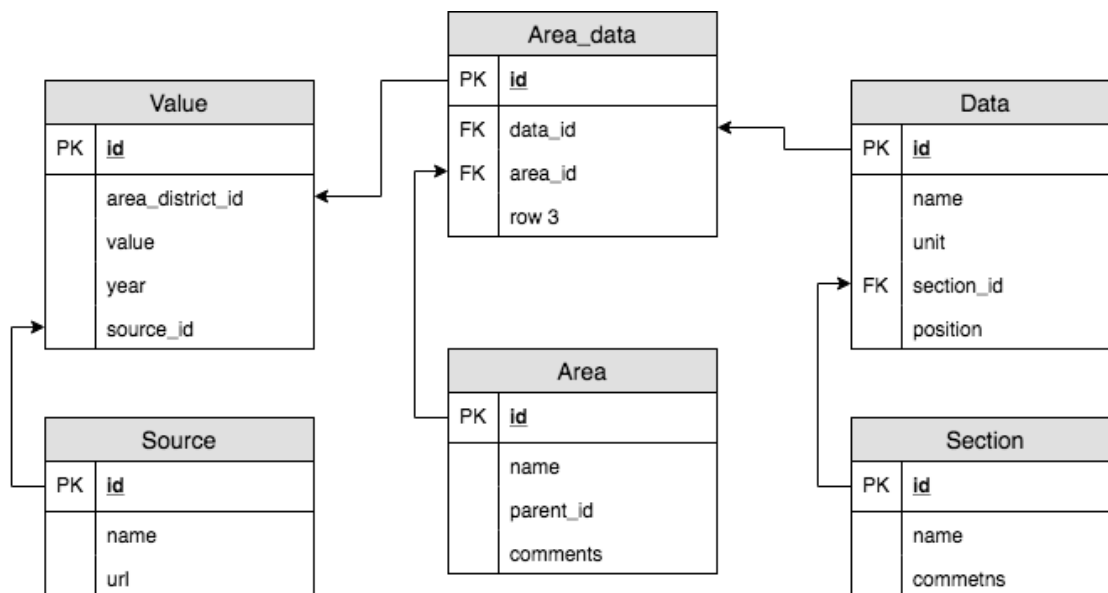 Area_data
PK id
FK data_id
FK area_id
row 3
Value
PK id
area_district_id
value
year
source_id
Data
PK id
name
unit
FK section_id
position
Area
PK id
name
parent_id
comments
Source
PK id
name
url
Section
PK id
name
commetns